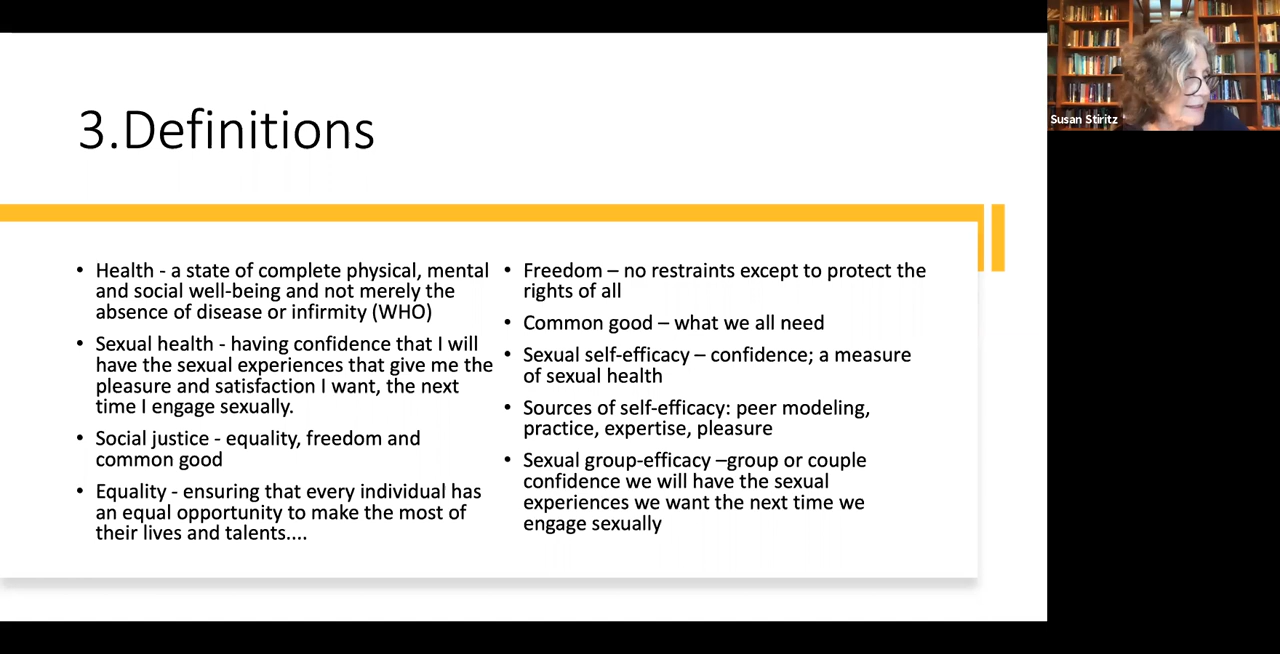 3.Definitions
• Health - a state of complete physical, mental
and social well-being and not merely the
absence of disease or infirmity (WHO)
• Sexual health - having confidence that I will
have the sexual experiences that give me the
pleasure and satisfaction I want, the next
time I engage sexually.
• Social justice - equality, freedom and
common good
• Equality - ensuring that every individual has
an equal opportunity to make the most of
their lives and talents....
• Freedom – no restraints except to protect the
rights of all
• Common good – what we all need
• Sexual self-efficacy – confidence; a measure
of sexual health
• Sources of self-efficacy: peer modeling,
practice, expertise, pleasure
• Sexual group-efficacy –group or couple
confidence we will have the sexual
experiences we want the next time we
engage sexually
Susan Stiritz